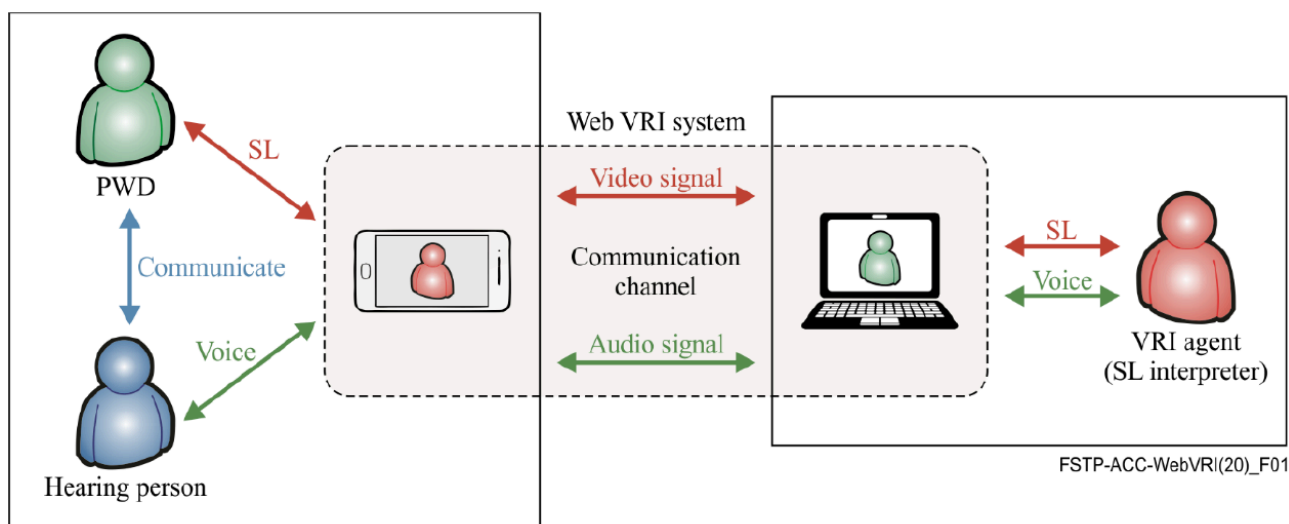 PWD
SL
Communicate
Voice
Hearing person
Web VRI system
Video signal
Communication
channel
Audio signal
SL
Voice
VRI agent
(SL interpreter)
FSTP-ACC-WebVRI(20)_F01